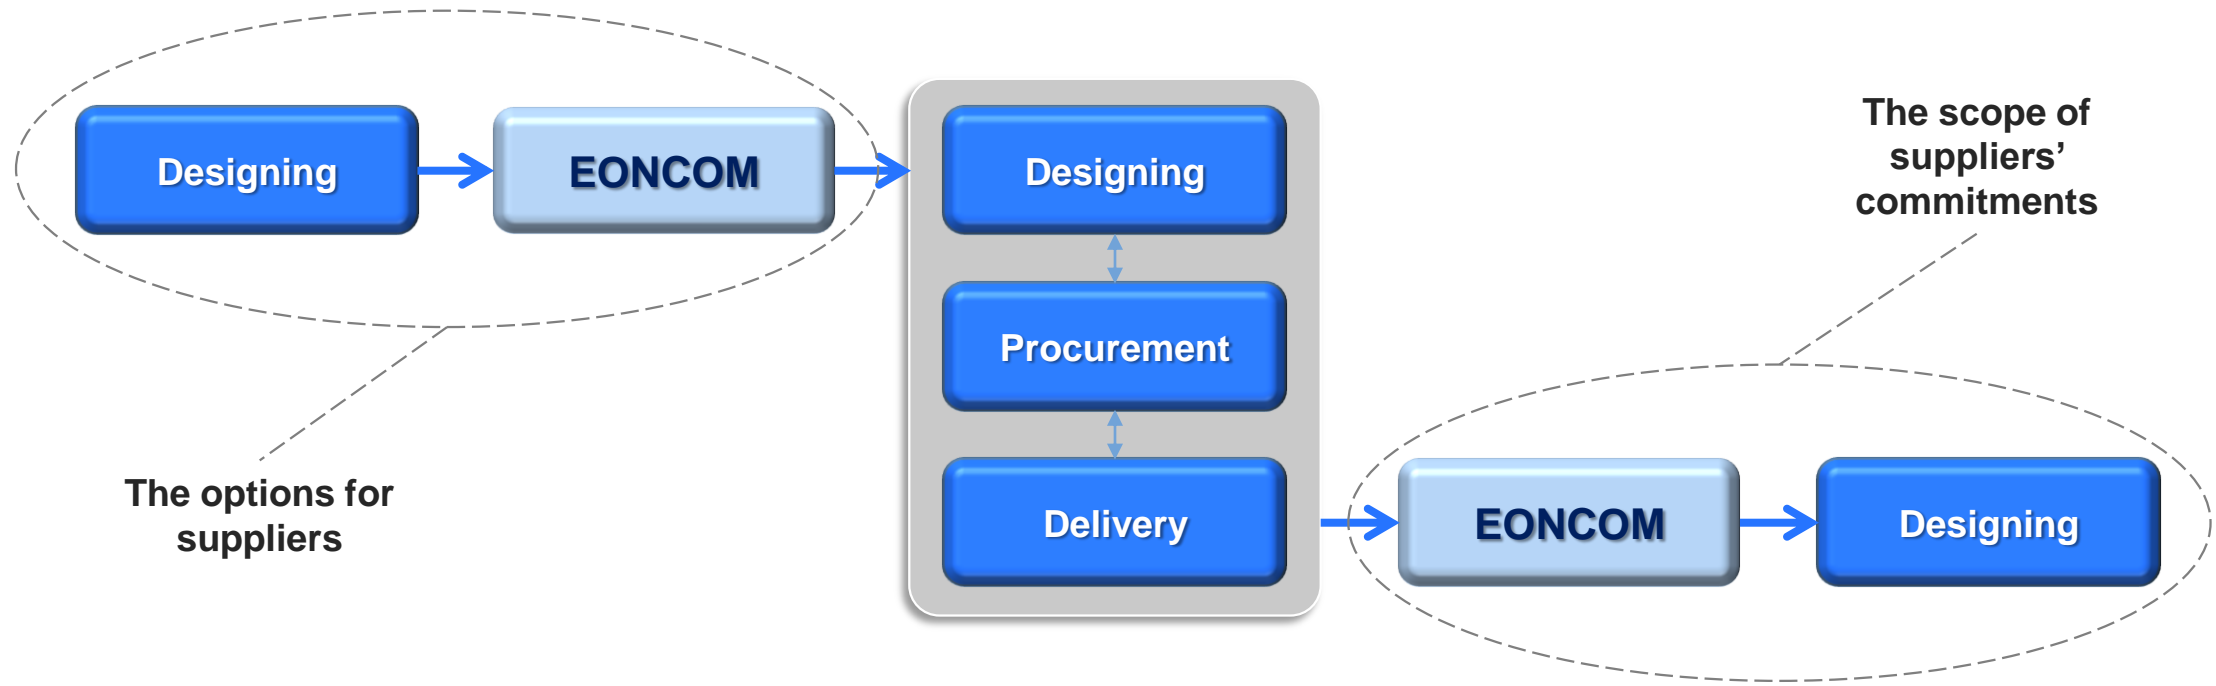 Designing
EONCOM
The options for
suppliers
Designing
Procurement
Delivery
The scope of
suppliers’
commitments
EONCOM
Designing